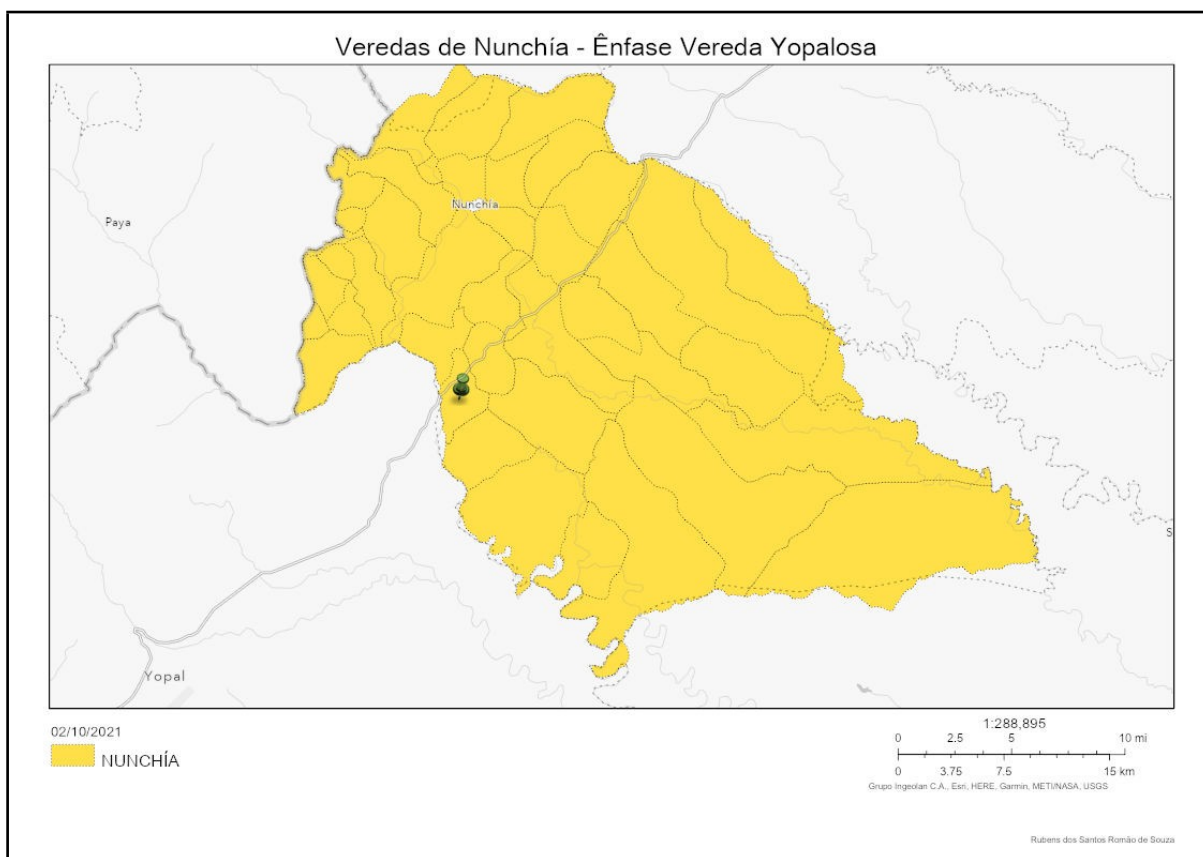 Veredas de Nunchía - Ênfase Vereda Yopalosa
Nunchía
Paya
S
Yopal
02/10/2021
NUNCHÍA
1:288,895
0 2.5 5 10 mi
0 3.75 7.5 15 km
Grupo Ingeolan C.A., Esri, HERE, Garmin, METI/NASA, USGS
Rubens dos Santos Romão de Souza